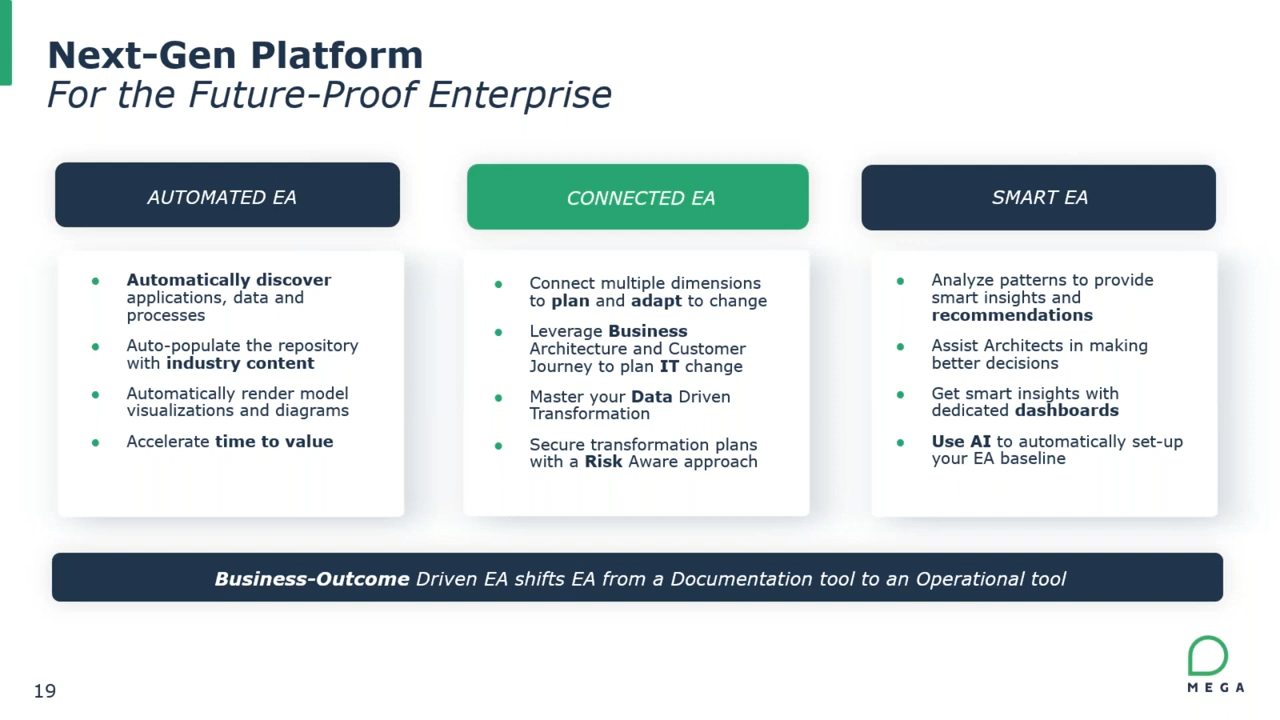 Next-Gen Platform
For the Future-Proof Enterprise
AUTOMATED EA
Automatically discover
applications, data and
processes
Auto-populate the repository
with industry content
Automatically render model
visualizations and diagrams
Accelerate time to value
CONNECTED EA
Connect multiple dimensions
to plan and adapt to change
Leverage Business
Architecture and Customer
Journey to plan IT change
Master your Data Driven
Transformation
Secure transformation plans
with a Risk Aware approach
SMART EA
Analyze patterns to provide
smart insights and
recommendations
Assist Architects in making
better decisions
Get smart insights with
dedicated dashboards
Use AI to automatically set-up
your EA baseline
Business-Outcome Driven EA shifts EA from a Documentation tool to an Operational tool
19
MEGA